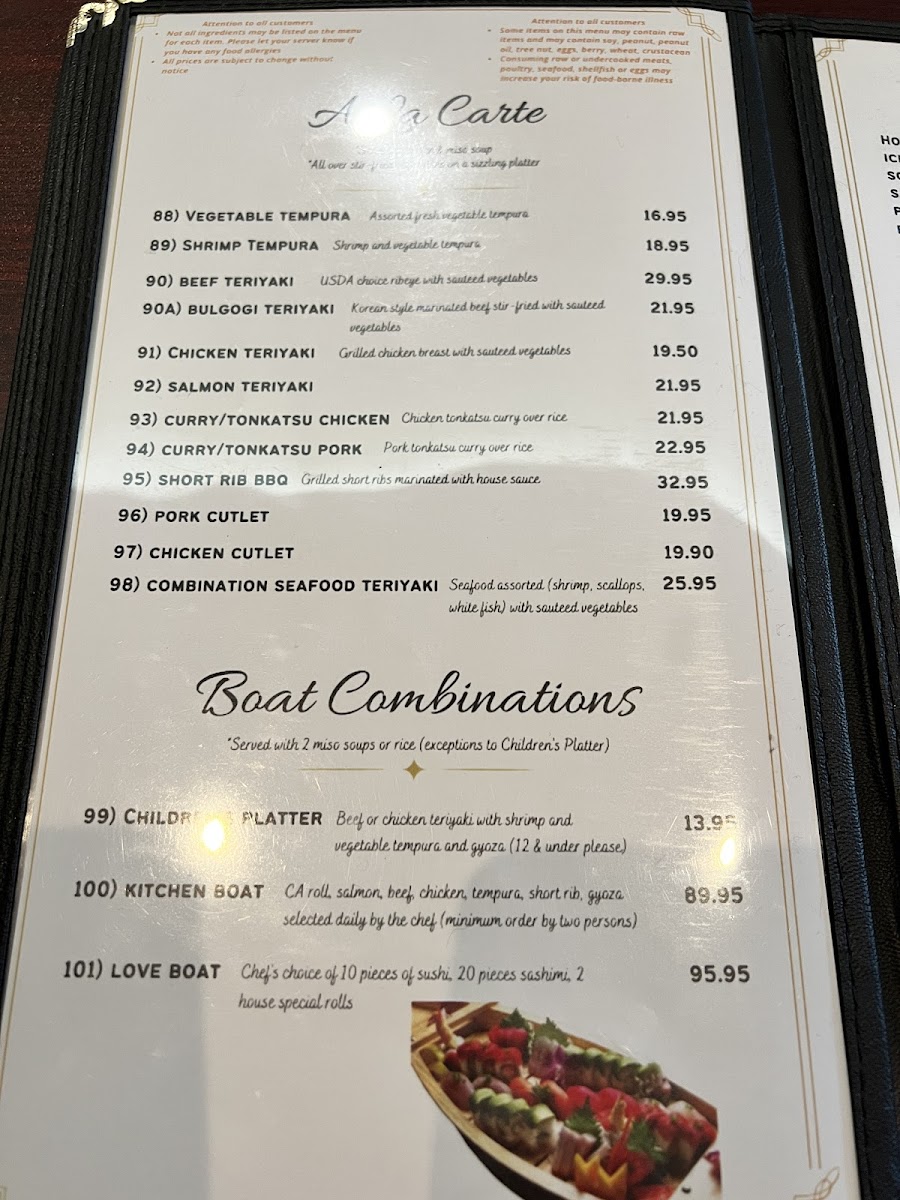 Attention to all customers
• Not all ingredients may be listed on the menu
for each item. Please let your server know if
you have any food allergies
• All prices are subject to change without
notice
Attention to all customers
• Some items on this menu may contain raw
items and may contain soy, peanut, peanut
oil, tree nut, eggs, berry, wheat, crustacean
• Consuming raw or undercooked meats,
poultry, seafood, shellfish or eggs may
increase your risk of food-borne illness
A La Carte
miso soup
*All over on a sizzling platter
88) VEGETABLE TEMPURA Assorted fresh vegetable tempura 16.95
89) SHRIMP TEMPURA Shrimp and vegetable tempura 18.95
90) BEEF TERIYAKI USDA choice ribeye with sauteed vegetables 29.95
90A) BULGOGI TERIYAKI Korean style marinated beef stir-fried with sauteed 21.95
vegetables
91) CHICKEN TERIYAKI Grilled chicken breast with sauteed vegetables 19.50
92) SALMON TERIYAKI 21.95
93) CURRY/TONKATSU CHICKEN Chicken tonkatsu curry over rice 21.95
94) CURRY/TONKATSU PORK Pork tonkatsu curry over rice 22.95
95) SHORT RIB BBQ Grilled short ribs marinated with house sauce 32.95
96) PORK CUTLET 19.95
97) CHICKEN CUTLET 19.90
98) COMBINATION SEAFOOD TERIYAKI Seafood assorted (shrimp, scallops, 25.95
white fish) with sauteed vegetables
Boat Combinations
*Served with 2 miso soups or rice (exceptions to Children's Platter)
99) CHILDREN'S PLATTER Beef or chicken teriyaki with shrimp and 13.95
vegetable tempura and gyoza (12 & under please)
100) KITCHEN BOAT CA roll, salmon, beef, chicken, tempura, short rib, gyoza 89.95
selected daily by the chef (minimum order by two persons)
101) LOVE BOAT Chef's choice of 10 pieces of sushi, 20 pieces sashimi, 2 95.95
house special rolls